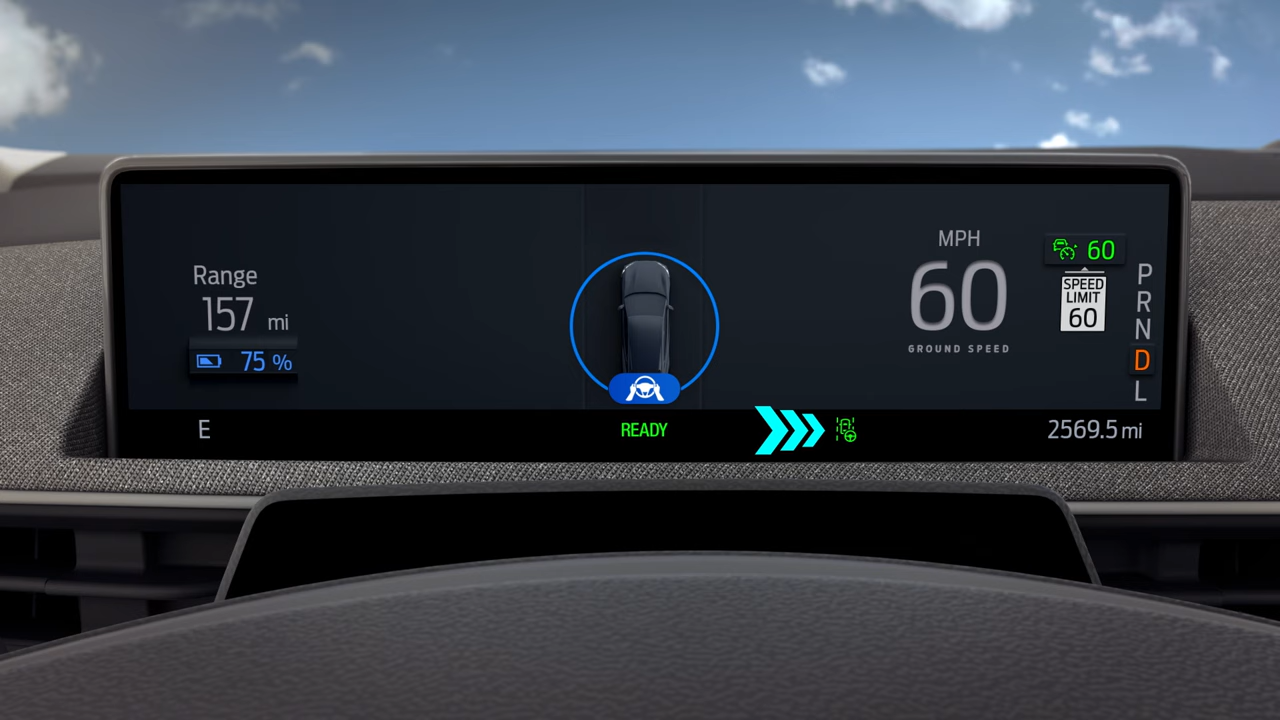 Range
157 mi
75 %
E
READY
MPH
60
GROUND SPEED
60
SPEED
LIMIT
60
P
R
N
D
L
2569.5 mi